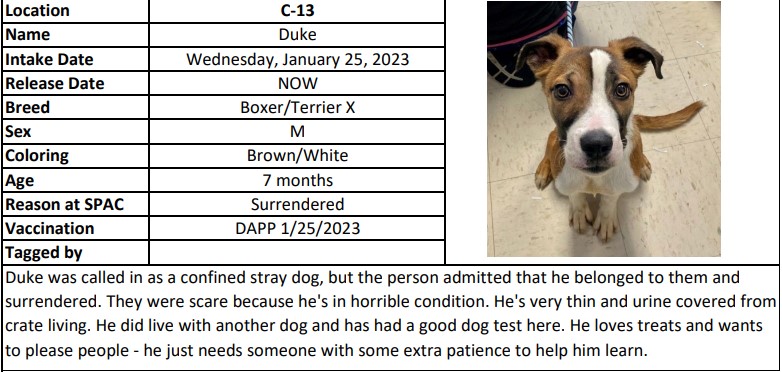 Location C-13
Name Duke
Intake Date Wednesday, January 25, 2023
Release Date NOW
Breed Boxer/Terrier X
Sex M
Coloring Brown/White
Age 7 months
Reason at SPAC Surrendered
Vaccination DAPP 1/25/2023
Tagged by
Duke was called in as a confined stray dog, but the person admitted that he belonged to them and
surrendered. They were scare because he's in horrible condition. He's very thin and urine covered from
crate living. He did live with another dog and has had a good dog test here. He loves treats and wants
to please people - he just needs someone with some extra patience to help him learn.